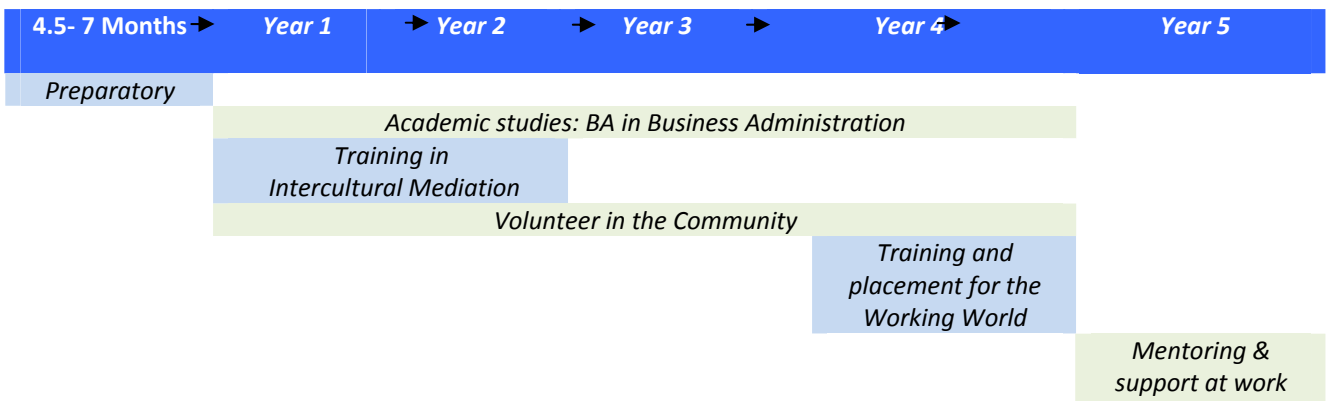 4.5- 7 Months Year 1 Year 2 Year 3 Year 4 Year 5
Preparatory
Academic studies: BA in Business Administration
Training in
Intercultural Mediation
Volunteer in the Community
Training and
placement for the
Working World
Mentoring &
support at work